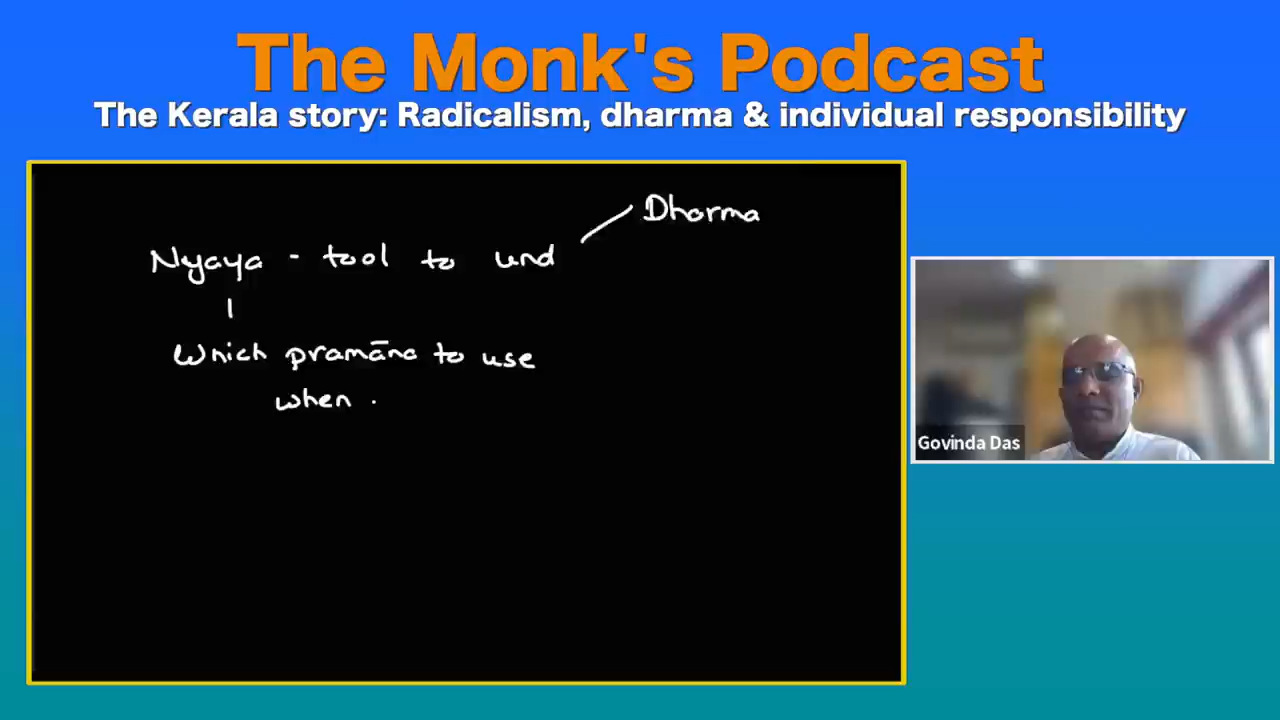 The Monk's Podcast
The Kerala story: Radicalism, dharma & individual responsibility
Dharma
Nyaya - tool to und
Which pramāna to use
when .
Govinda Das